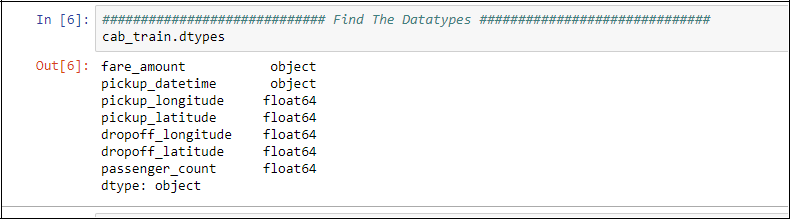 In [6]: ############################# Find The Datatypes ##############################
cab_train.dtypes
Out[6]: fare_amount object
pickup_datetime object
pickup_longitude float64
pickup_latitude float64
dropoff_longitude float64
dropoff_latitude float64
passenger_count float64
dtype: object